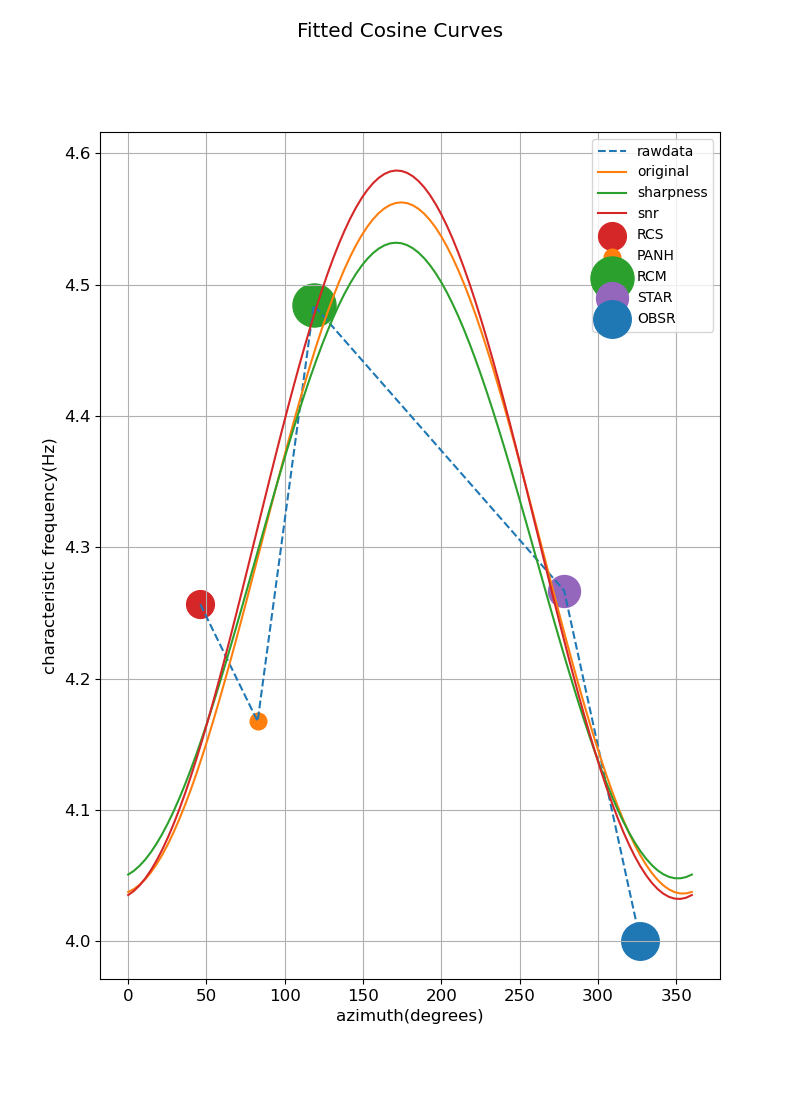 Fitted Cosine Curves
4.6
4.5
4.4
4.3
4.2
4.1
4.0
characteristic frequency(Hz)
rawdata
original
sharpness
snr
RCS
PANH
RCM
STAR
OBSR
0 50 100 150 200 250 300 350
azimuth(degrees)